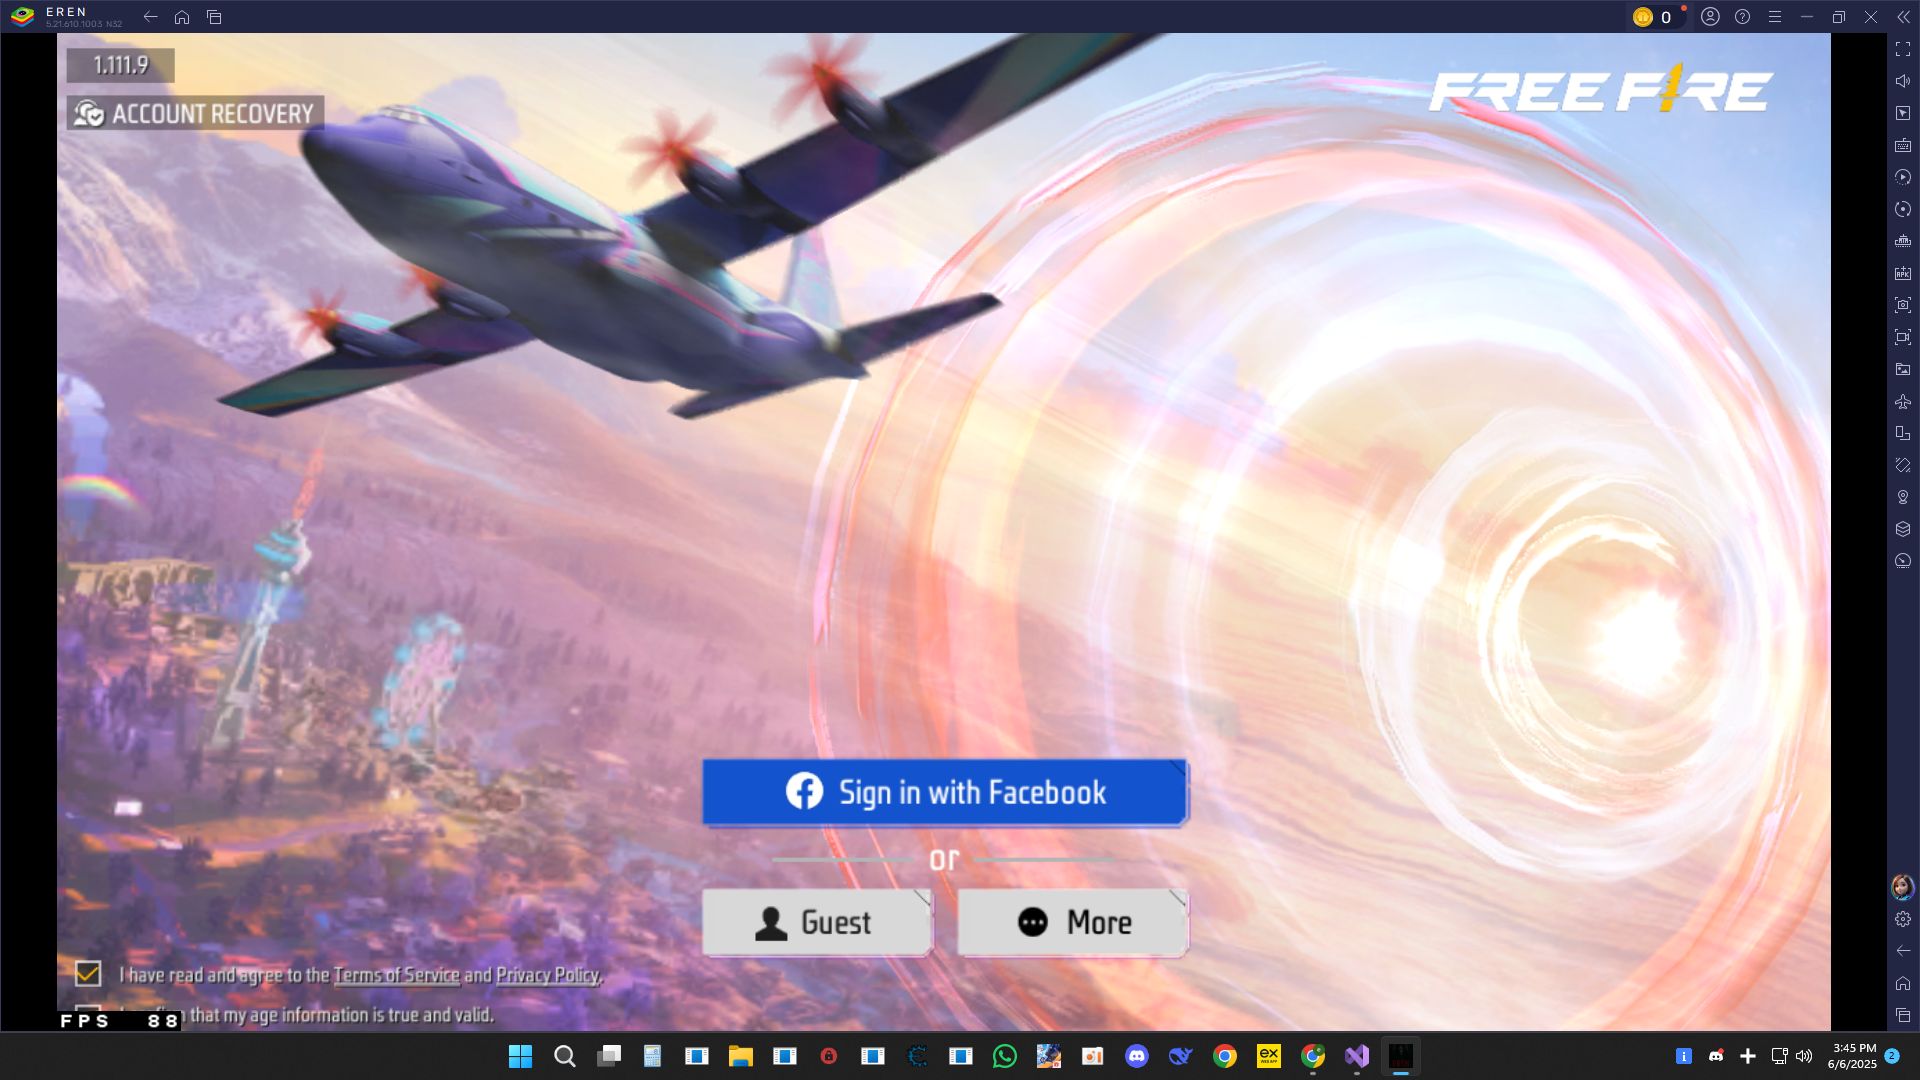 EREN
5.21.610.1003 N32
0
1.111.9
ACCOUNT RECOVERY
FREE FIRE
Sign in with Facebook
or
Guest
More
I have read and agree to the Terms of Service and Privacy Policy.
that my age information is true and valid.
FPS 88
3:45 PM
6/6/2025
2